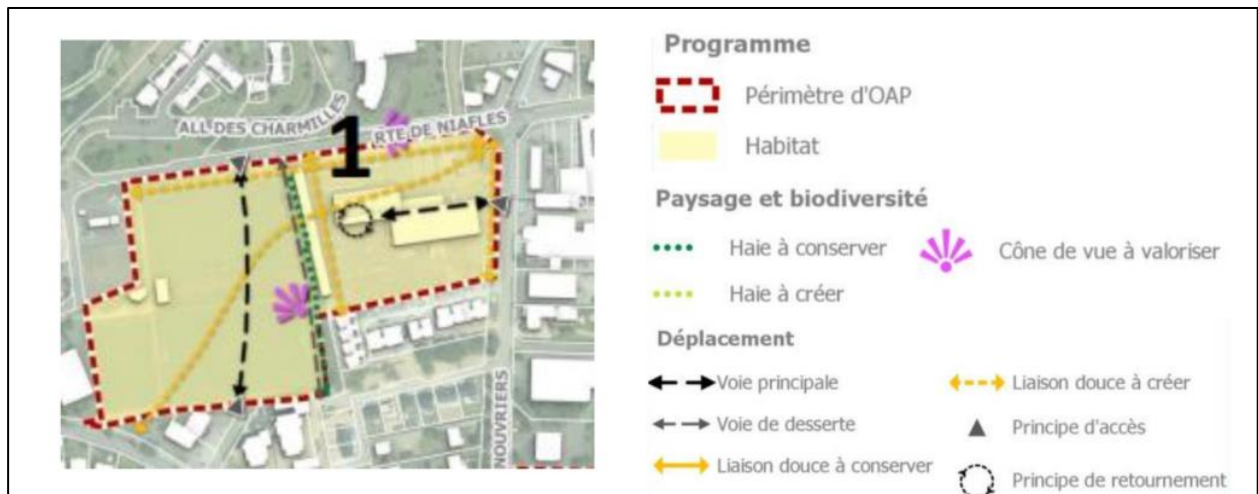 ALL DES CHARMILLES
RTE DE NIAFLES
1
NOUVRIERS
Programme
Périmètre d'OAP
Habitat
Paysage et biodiversité
Haie à conserver
Cône de vue à valoriser
Haie à créer
Déplacement
Voie principale
Liaison douce à créer
Voie de desserte
Principe d'accès
Liaison douce à conserver
Principe de retournement